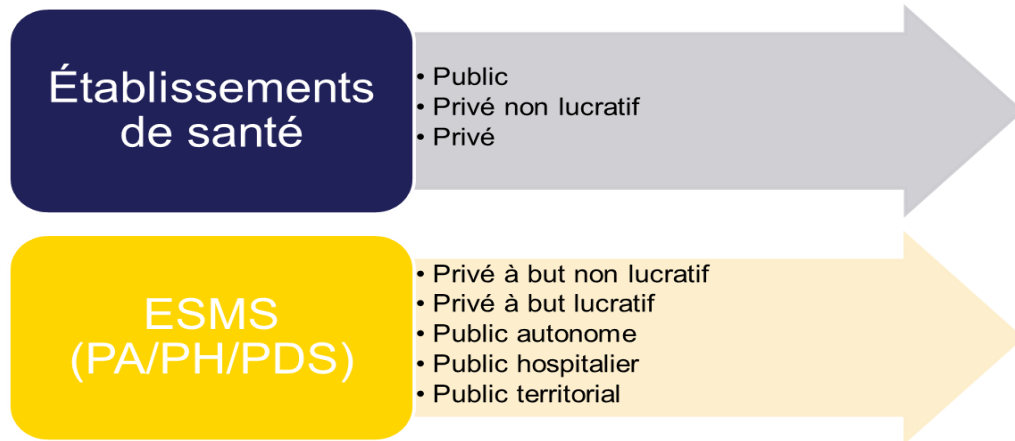 Établissements
de santé
• Public
• Privé non lucratif
• Privé
ESMS
(PA/PH/PDS)
• Privé à but non lucratif
• Privé à but lucratif
• Public autonome
• Public hospitalier
• Public territorial